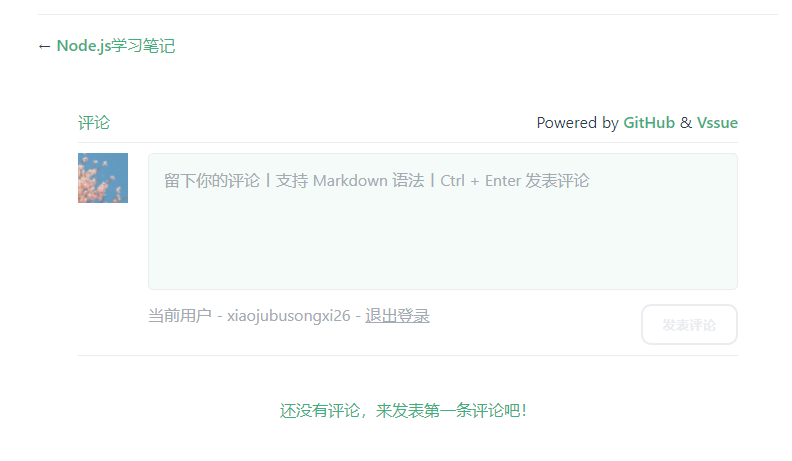 ← Node.js学习笔记
评论 Powered by GitHub & Vssue
留下你的评论丨支持 Markdown 语法丨Ctrl + Enter 发表评论
当前用户 - xiaojubusongxi26 - 退出登录 发表评论
还没有评论，来发表第一条评论吧！